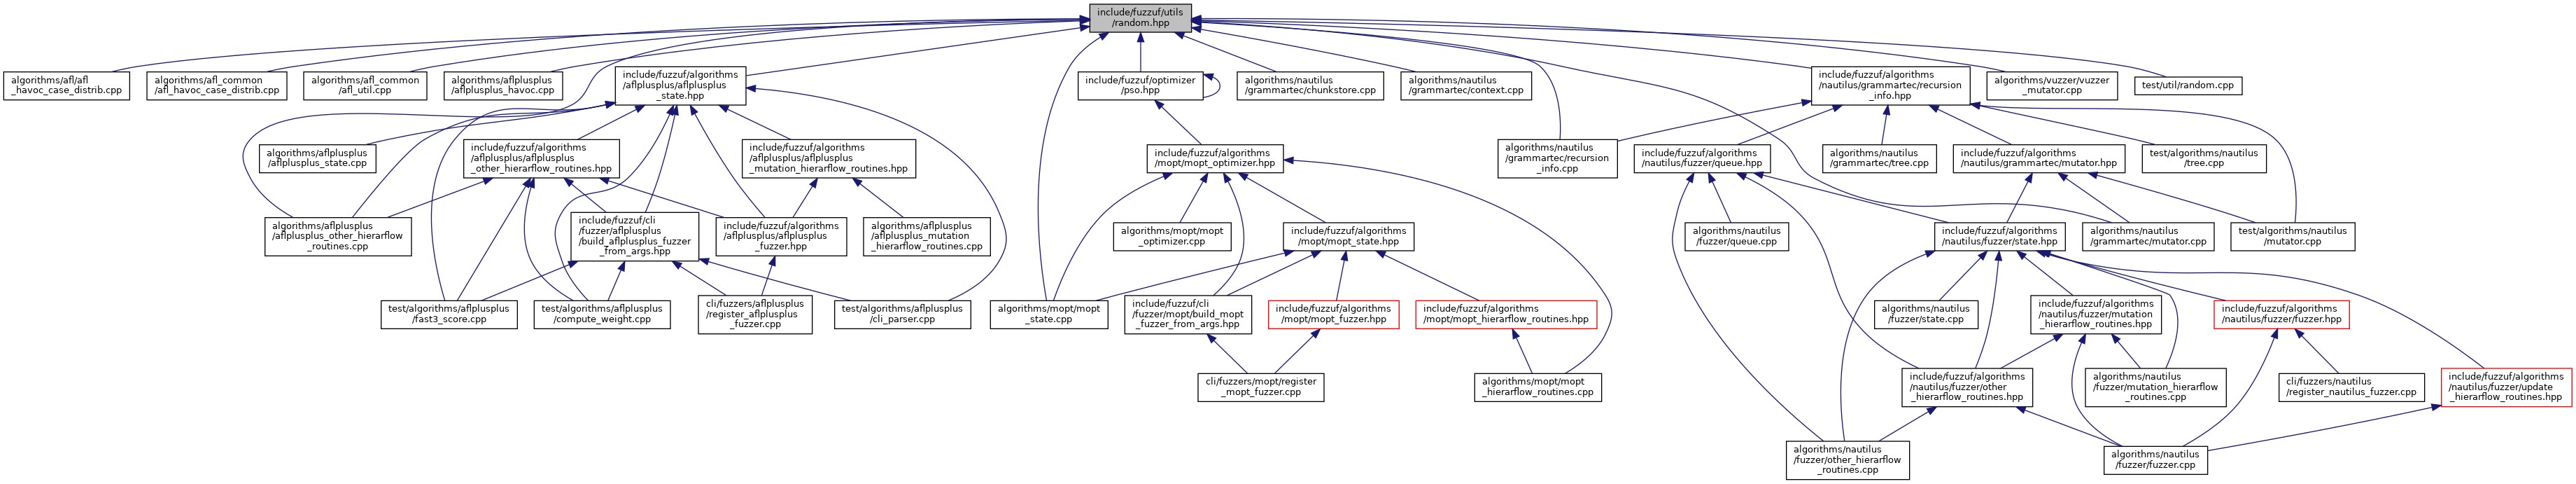 include/fuzzuf/utils
/random.hpp
algorithms/afl/afl
_havoc_case_distrib.cpp
algorithms/afl_common
/afl_havoc_case_distrib.cpp
algorithms/afl_common
/afl_util.cpp
algorithms/aflplusplus
/aflplusplus_havoc.cpp
include/fuzzuf/algorithms
/aflplusplus/aflplusplus
_state.hpp
include/fuzzuf/optimizer
/pso.hpp
algorithms/nautilus
/grammartec/chunkstore.cpp
algorithms/nautilus
/grammartec/context.cpp
include/fuzzuf/algorithms
/nautilus/grammartec/recursion
_info.hpp
algorithms/vuzzer/vuzzer
_mutator.cpp
test/util/random.cpp
algorithms/aflplusplus
/aflplusplus_state.cpp
include/fuzzuf/algorithms
/aflplusplus/aflplusplus
_other_hierarflow_routines.hpp
include/fuzzuf/algorithms
/aflplusplus/aflplusplus
_mutation_hierarflow_routines.hpp
include/fuzzuf/algorithms
/mopt/mopt_optimizer.hpp
algorithms/nautilus
/grammartec/recursion
_info.cpp
include/fuzzuf/algorithms
/nautilus/fuzzer/queue.hpp
algorithms/nautilus
/grammartec/tree.cpp
include/fuzzuf/algorithms
/nautilus/grammartec/mutator.hpp
test/algorithms/nautilus
/tree.cpp
algorithms/aflplusplus
/aflplusplus_other_hierarflow
_routines.cpp
include/fuzzuf/cli
/fuzzer/aflplusplus
/build_aflplusplus_fuzzer
_from_args.hpp
include/fuzzuf/algorithms
/aflplusplus/aflplusplus
_fuzzer.hpp
algorithms/aflplusplus
/aflplusplus_mutation
_hierarflow_routines.cpp
algorithms/mopt/mopt
_optimizer.cpp
include/fuzzuf/algorithms
/mopt/mopt_state.hpp
algorithms/nautilus
/fuzzer/queue.cpp
include/fuzzuf/algorithms
/nautilus/fuzzer/state.hpp
algorithms/nautilus
/grammartec/mutator.cpp
test/algorithms/nautilus
/mutator.cpp
test/algorithms/aflplusplus
/fast3_score.cpp
test/algorithms/aflplusplus
/compute_weight.cpp
cli/fuzzers/aflplusplus
/register_aflplusplus
_fuzzer.cpp
test/algorithms/aflplusplus
/cli_parser.cpp
algorithms/mopt/mopt
_state.cpp
include/fuzzuf/cli
/fuzzer/mopt/build_mopt
_fuzzer_from_args.hpp
include/fuzzuf/algorithms
/mopt/mopt_fuzzer.hpp
include/fuzzuf/algorithms
/mopt/mopt_hierarflow_routines.hpp
algorithms/nautilus
/fuzzer/state.cpp
include/fuzzuf/algorithms
/nautilus/fuzzer/mutation
_hierarflow_routines.hpp
include/fuzzuf/algorithms
/nautilus/fuzzer/fuzzer.hpp
cli/fuzzers/mopt/register
_mopt_fuzzer.cpp
algorithms/mopt/mopt
_hierarflow_routines.cpp
include/fuzzuf/algorithms
/nautilus/fuzzer/other
_hierarflow_routines.hpp
algorithms/nautilus
/fuzzer/mutation_hierarflow
_routines.cpp
cli/fuzzers/nautilus
/register_nautilus_fuzzer.cpp
include/fuzzuf/algorithms
/nautilus/fuzzer/update
_hierarflow_routines.hpp
algorithms/nautilus
/fuzzer/other_hierarflow
_routines.cpp
algorithms/nautilus
/fuzzer/fuzzer.cpp